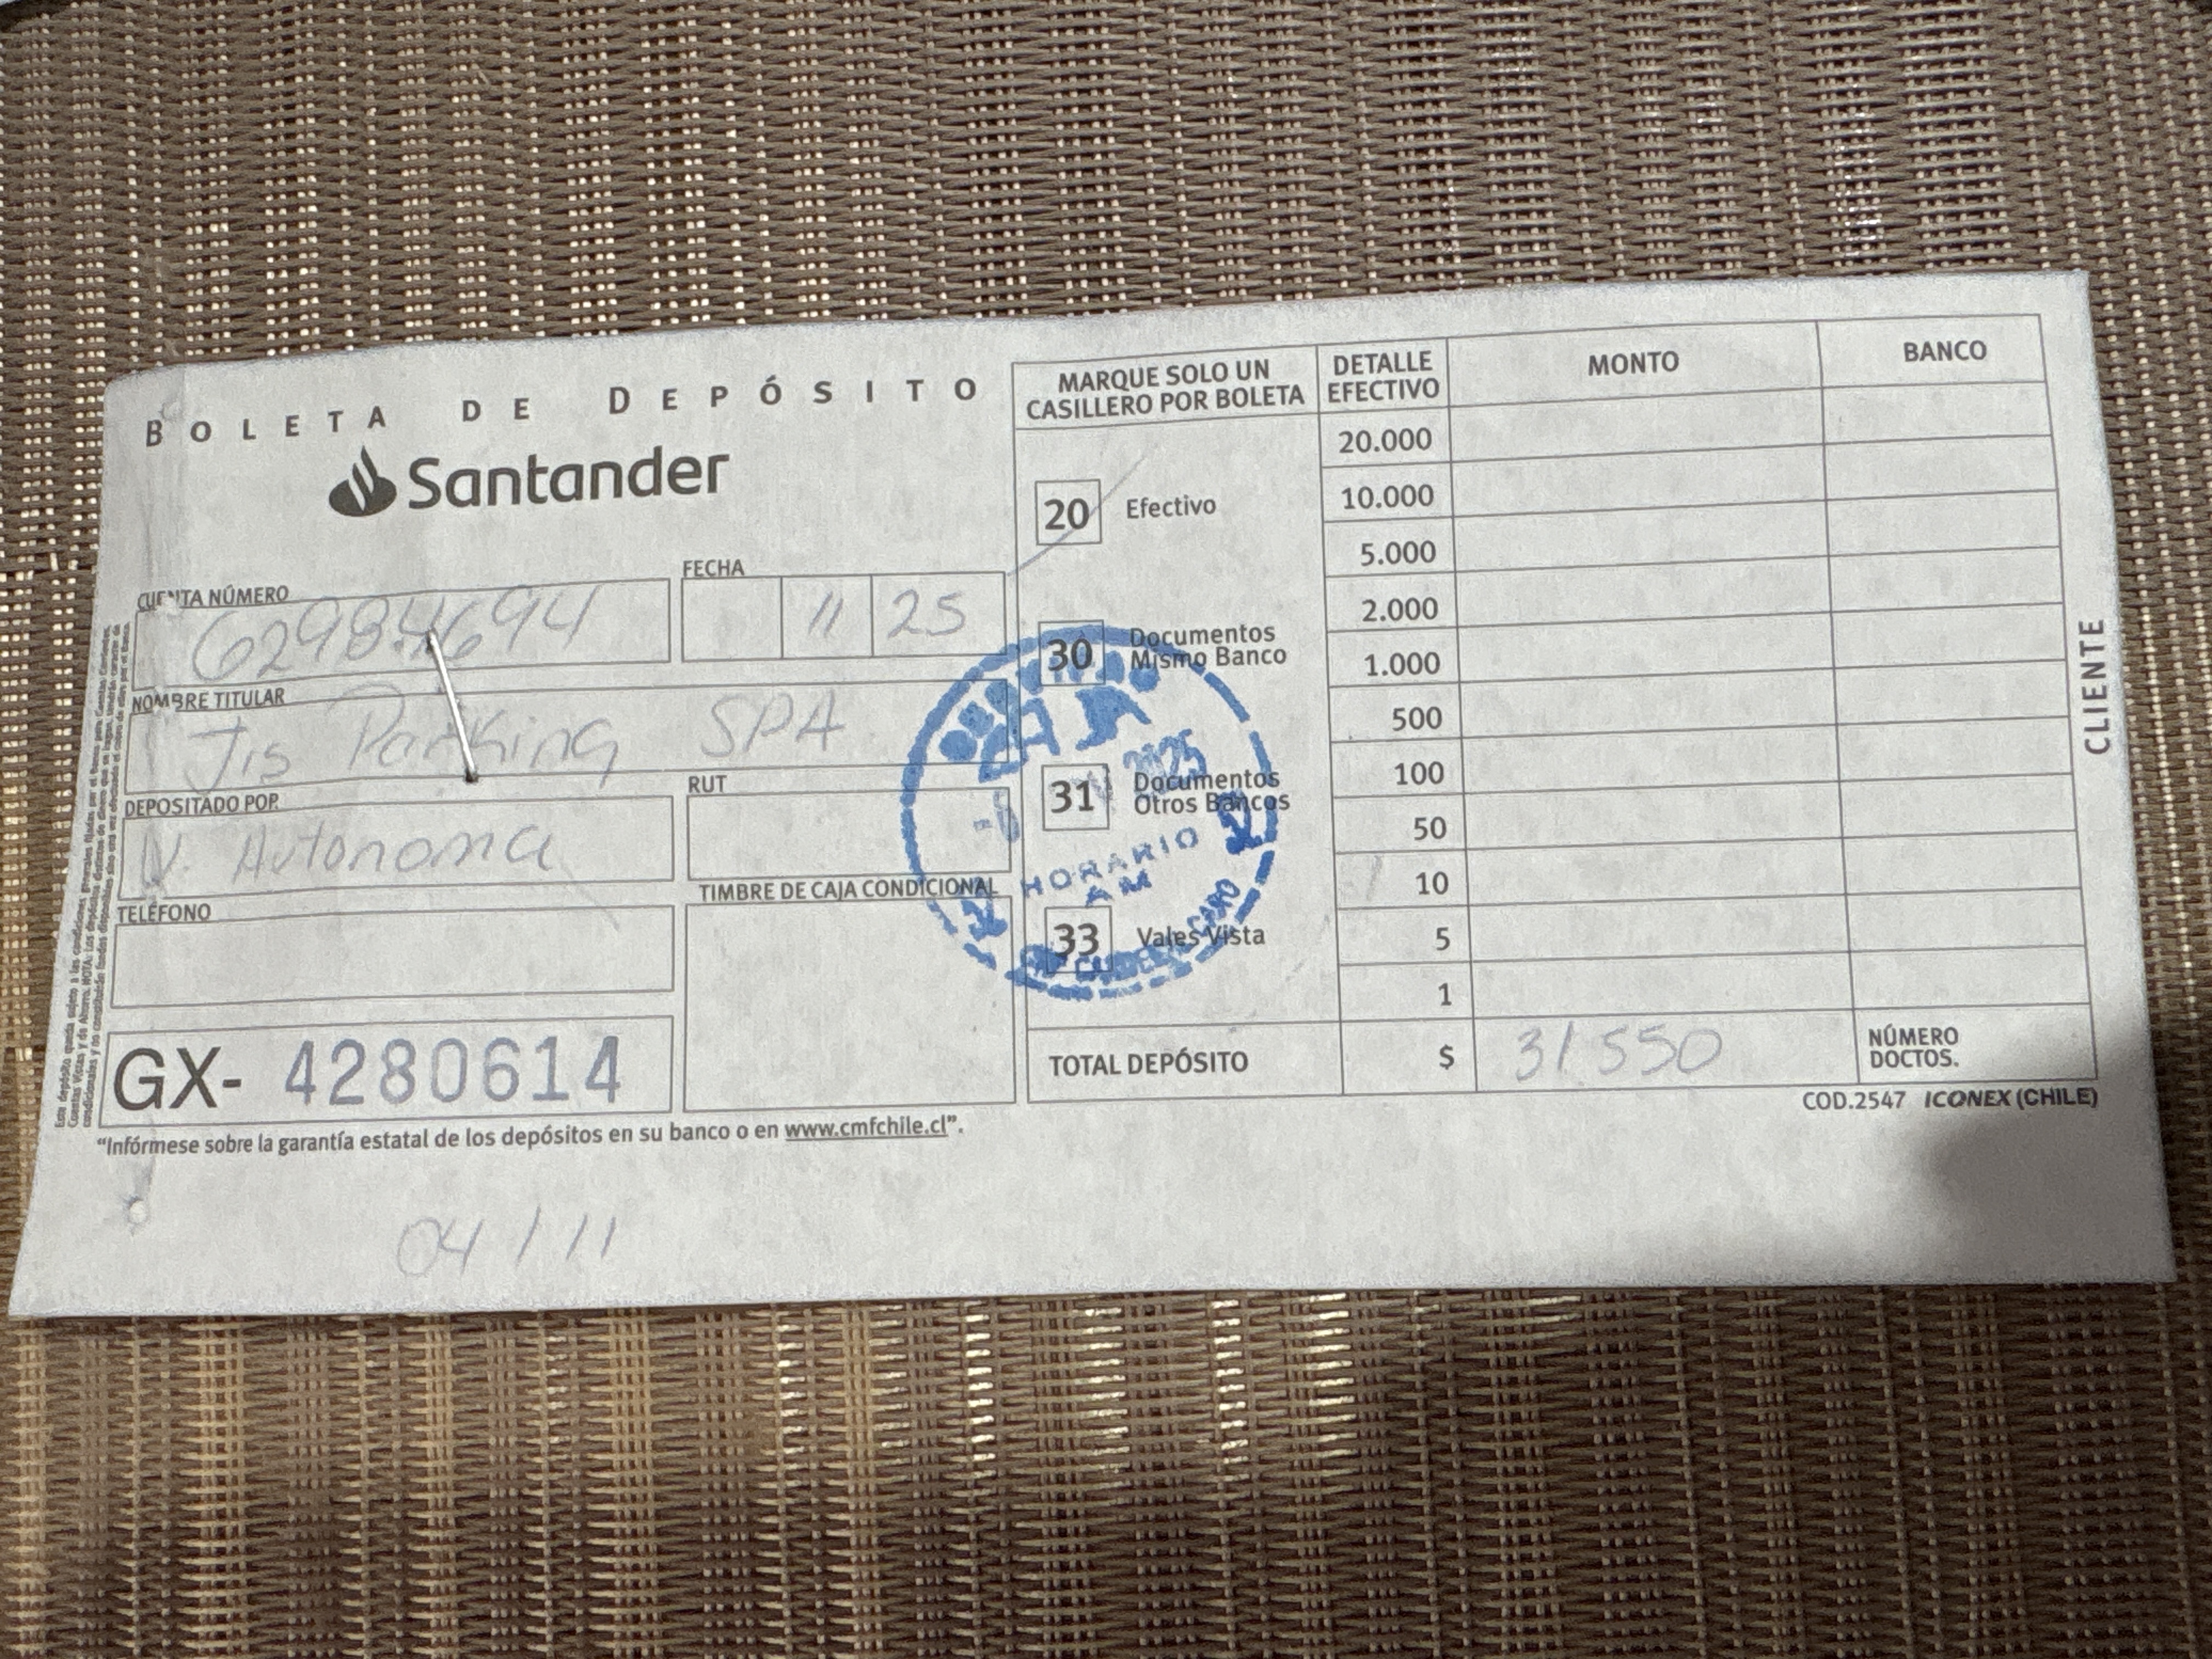 BOLETA DE DEPÓSITO
Santander
CUENTA NÚMERO
62984694
FECHA
11 25
NOMBRE TITULAR
Jis Parking SPA
DEPOSITADO POR
U. Autonoma
RUT
TELÉFONO
TIMBRE DE CAJA CONDICIONAL
GX- 4280614
"Infórmese sobre la garantía estatal de los depósitos en su banco o en www.cmfchile.cl".
04/11
MARQUE SOLO UN
CASILLERO POR BOLETA
20 Efectivo
30 Documentos
Mismo Banco
31 Documentos
Otros Bancos
33 Vales Vista
2025
HORARIO
AM
DETALLE
EFECTIVO
MONTO
BANCO
20.000
10.000
5.000
2.000
1.000
500
100
50
10
5
1
TOTAL DEPÓSITO $ 31.550
NÚMERO
DOCTOS.
COD.2547 ICONEX (CHILE)
CLIENTE